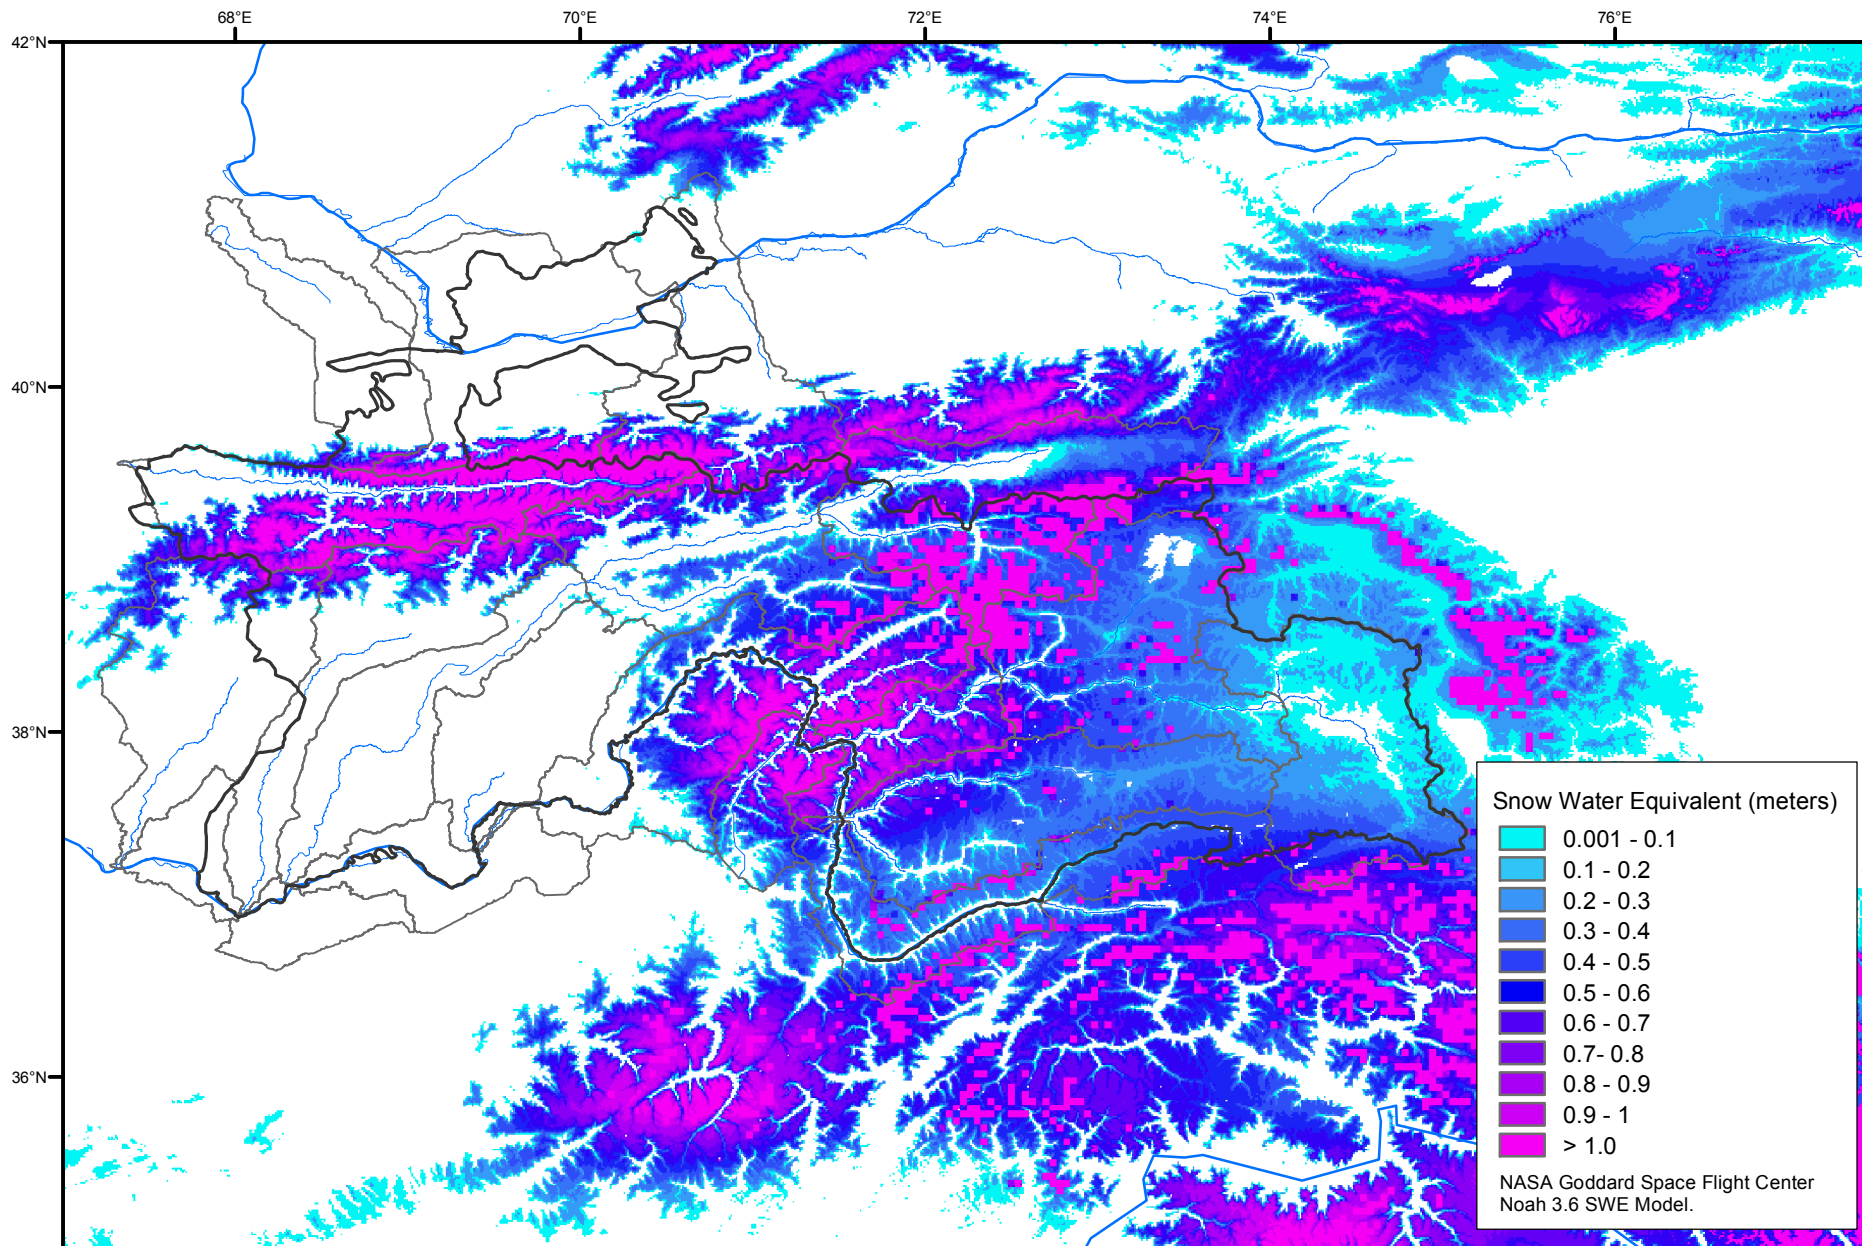 68°E
70°E
72°E
74°E
76°E
42°N
40°N
38°N
36°N
Snow Water Equivalent (meters)
0.001 - 0.1
0.1 - 0.2
0.2 - 0.3
0.3 - 0.4
0.4 - 0.5
0.5 - 0.6
0.6 - 0.7
0.7- 0.8
0.8 - 0.9
0.9 - 1
> 1.0
NASA Goddard Space Flight Center
Noah 3.6 SWE Model.